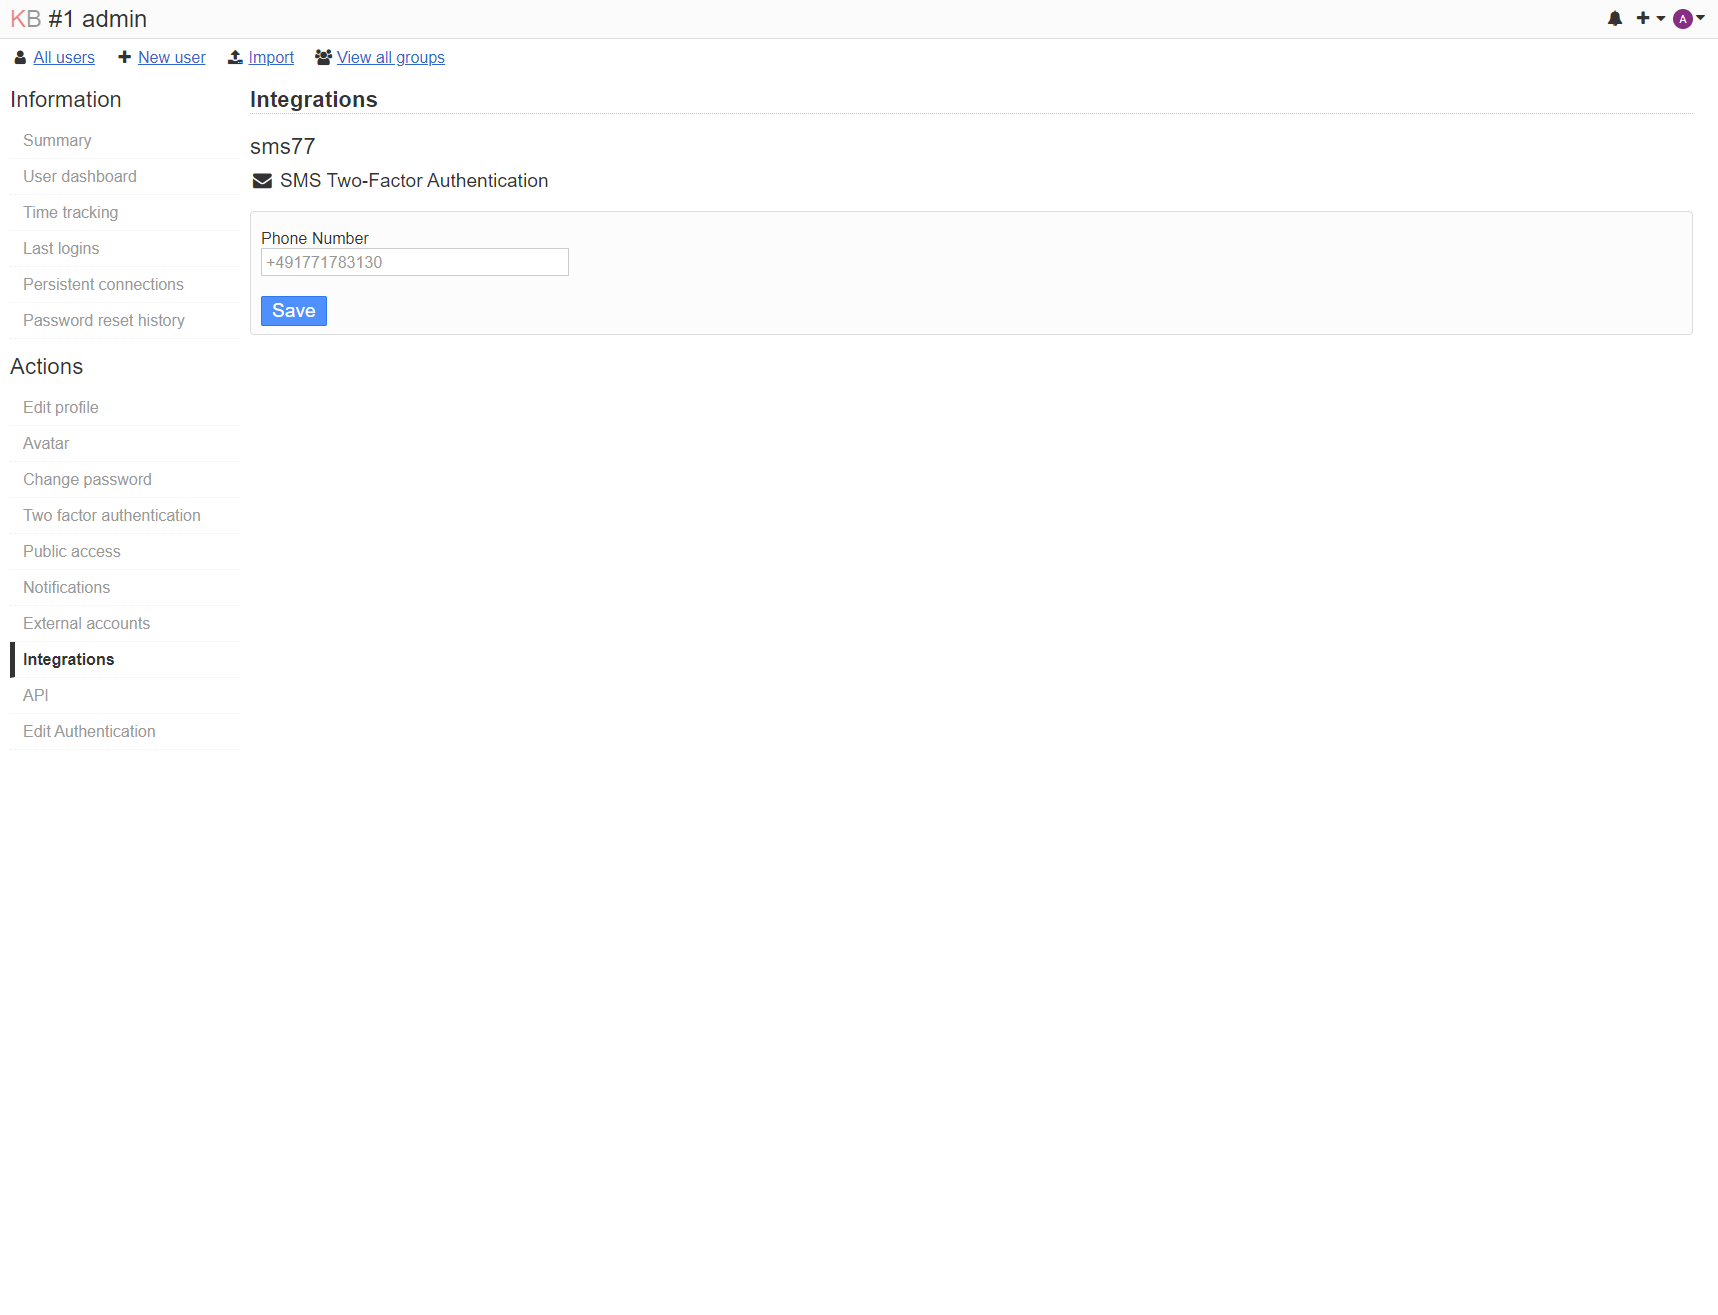 KB #1 admin
A
All users New user Import View all groups
Information
Summary
User dashboard
Time tracking
Last logins
Persistent connections
Password reset history
Actions
Edit profile
Avatar
Change password
Two factor authentication
Public access
Notifications
External accounts
Integrations
API
Edit Authentication
Integrations
sms77
SMS Two-Factor Authentication
Phone Number
+491771783130
Save